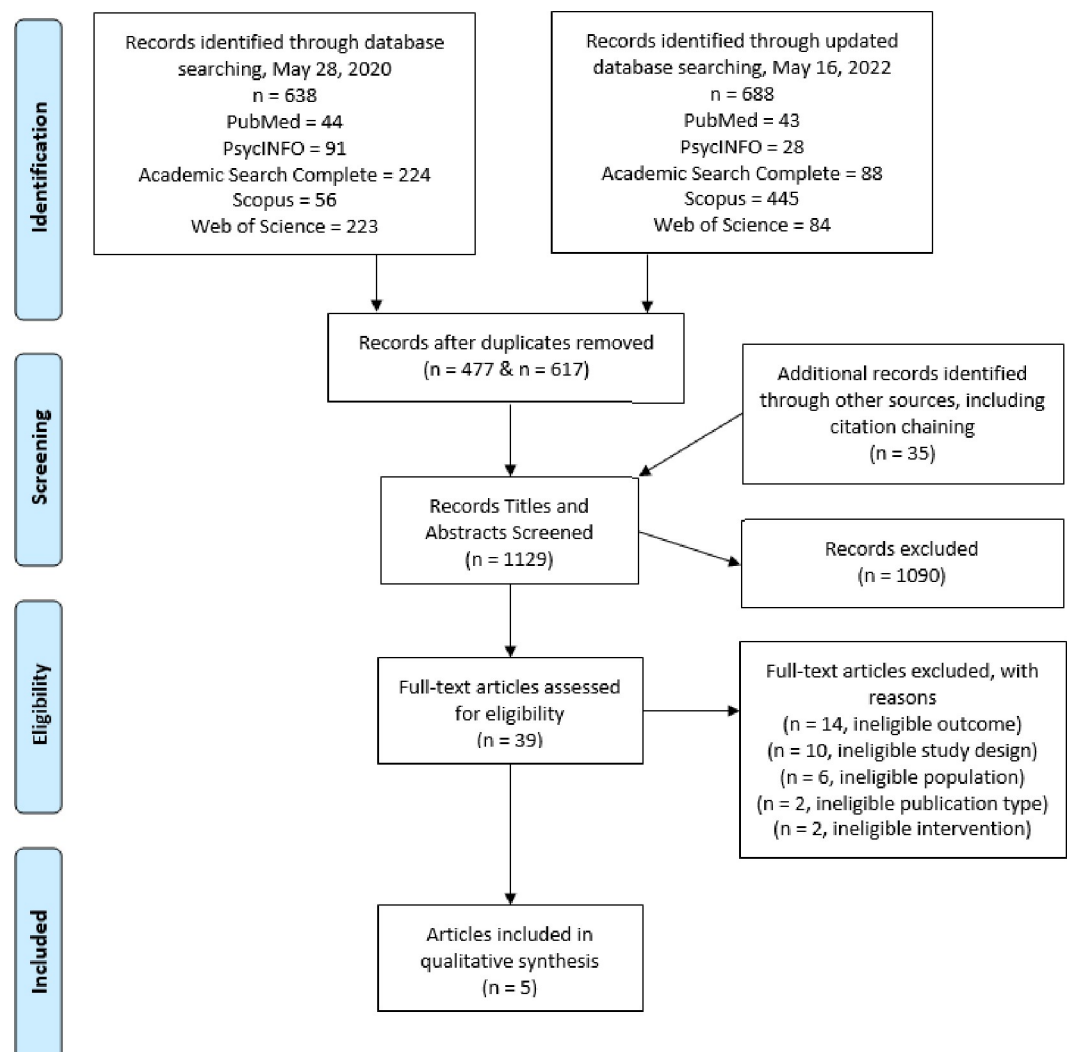 Identification
Records identified through database
searching, May 28, 2020
n = 638
PubMed = 44
PsycINFO = 91
Academic Search Complete = 224
Scopus = 56
Web of Science = 223
Records identified through updated
database searching, May 16, 2022
n = 688
PubMed = 43
PsycINFO = 28
Academic Search Complete = 88
Scopus = 445
Web of Science = 84
Records after duplicates removed
(n = 477 & n = 617)
Screening
Additional records identified
through other sources, including
citation chaining
(n = 35)
Records Titles and
Abstracts Screened
(n = 1129)
Records excluded
(n = 1090)
Eligibility
Full-text articles assessed
for eligibility
(n = 39)
Full-text articles excluded, with
reasons
(n = 14, ineligible outcome)
(n = 10, ineligible study design)
(n = 6, ineligible population)
(n = 2, ineligible publication type)
(n = 2, ineligible intervention)
Included
Articles included in
qualitative synthesis
(n = 5)